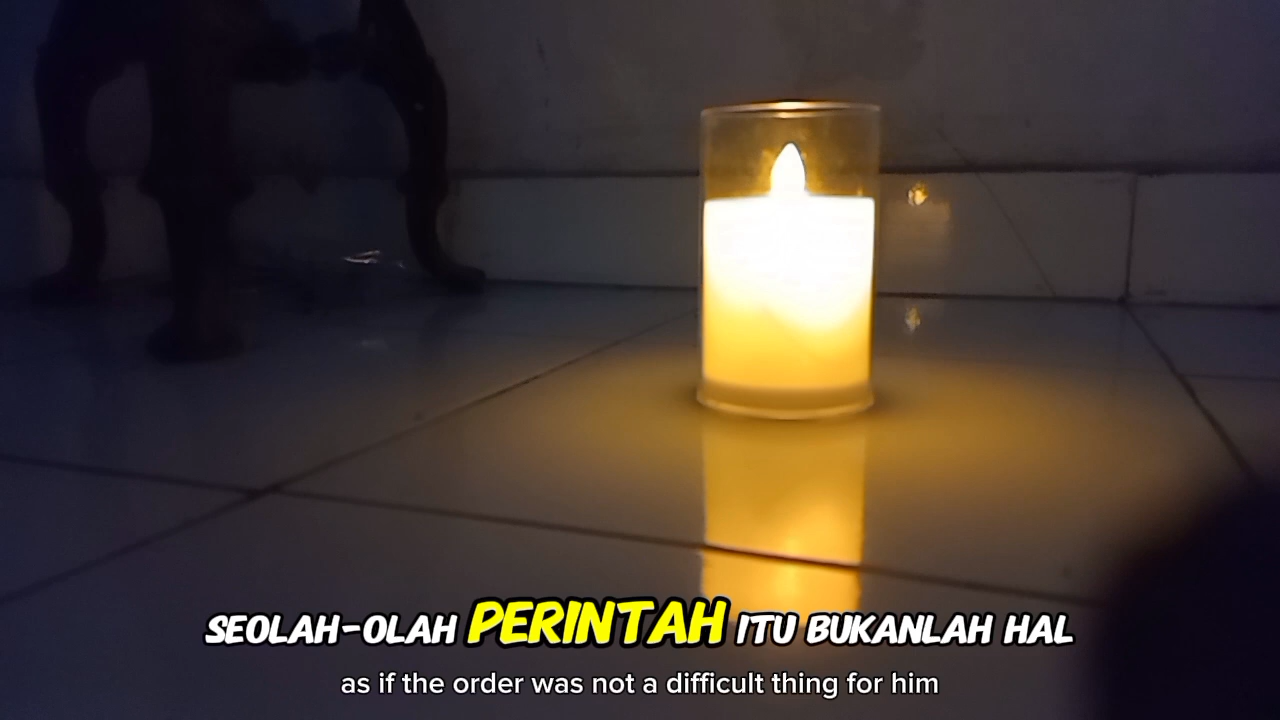 SEOLAH-OLAH PERINTAH ITU BUKANLAH HAL
as if the order was not a difficult thing for him